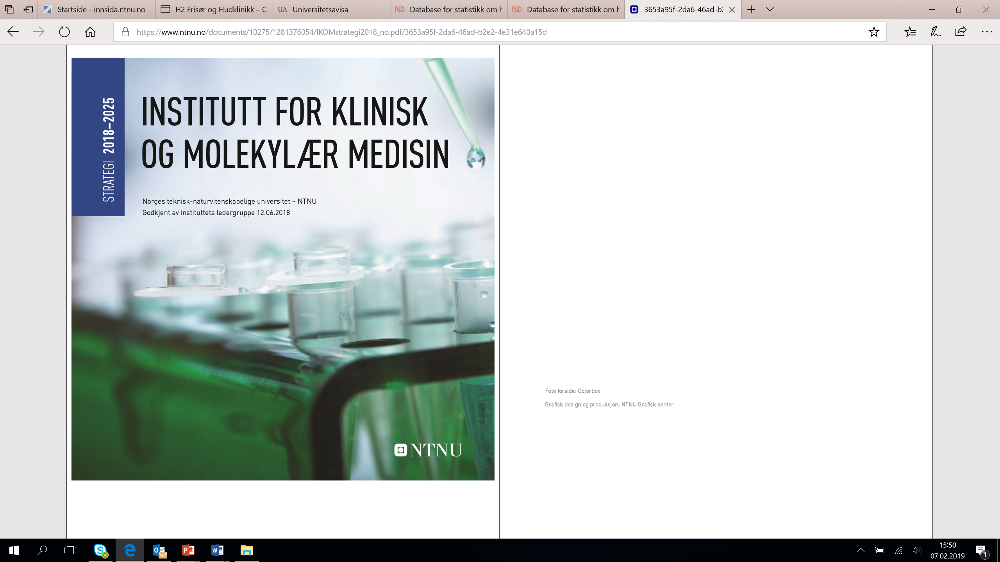 Startside - innsida.ntnu.no
H2 Frisør og Hudklinikk – C
UA Universitetsavisa
NSD Database for statistikk om h
NSD Database for statistikk om h
3653a95f-2da6-46ad-b2
https://www.ntnu.no/documents/10275/1281376054/IKOMstrategi2018_no.pdf/3653a95f-2da6-46ad-b2e2-4e31e640a15d
STRATEGI 2018–2025
INSTITUTT FOR KLINISK
OG MOLEKYLÆR MEDISIN
Norges teknisk-naturvitenskapelige universitet – NTNU
Godkjent av instituttets ledergruppe 12.06.2018
NTNU
Foto forside: Colorbox
Grafisk design og produksjon: NTNU Grafisk senter
15:50
07.02.2019
1